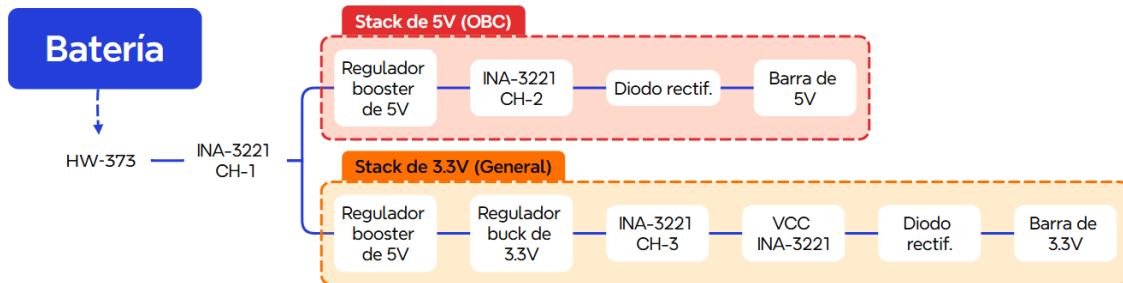 Batería
Stack de 5V (OBC)
Regulador
booster
de 5V
INA-3221
CH-2
Diodo rectif.
Barra de
5V
HW-373
INA-3221
CH-1
Stack de 3.3V (General)
Regulador
booster
de 5V
Regulador
buck de
3.3V
INA-3221
CH-3
VCC
INA-3221
Diodo
rectif.
Barra de
3.3V